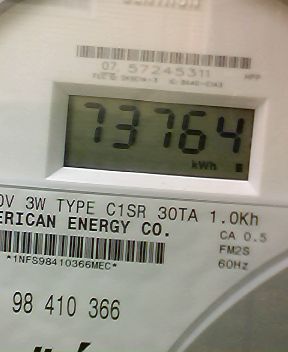 07 57245311
73764
kWh
0V 3W TYPE C1SR 30TA 1.0Kh
ERICAN ENERGY CO.
CA 0.5
FM2S
*1NFS98410366MEC*
60Hz
98 410 366